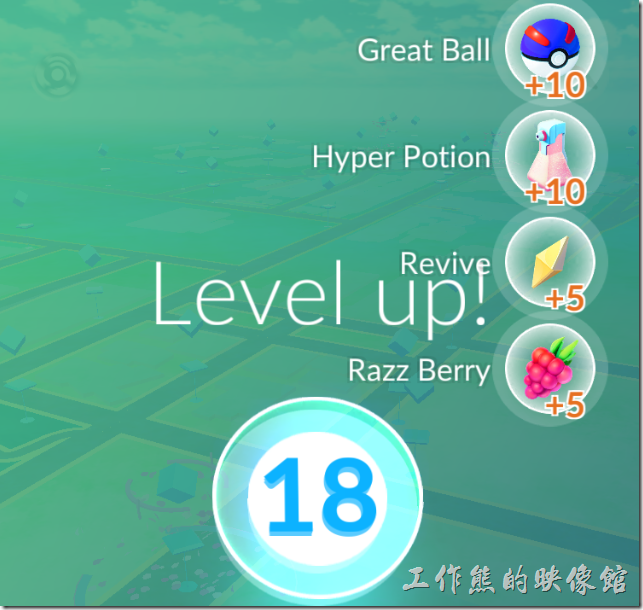 Great Ball
+10
Hyper Potion
+10
Revive
+5
Level up!
Razz Berry
+5
18
工作熊的映像館